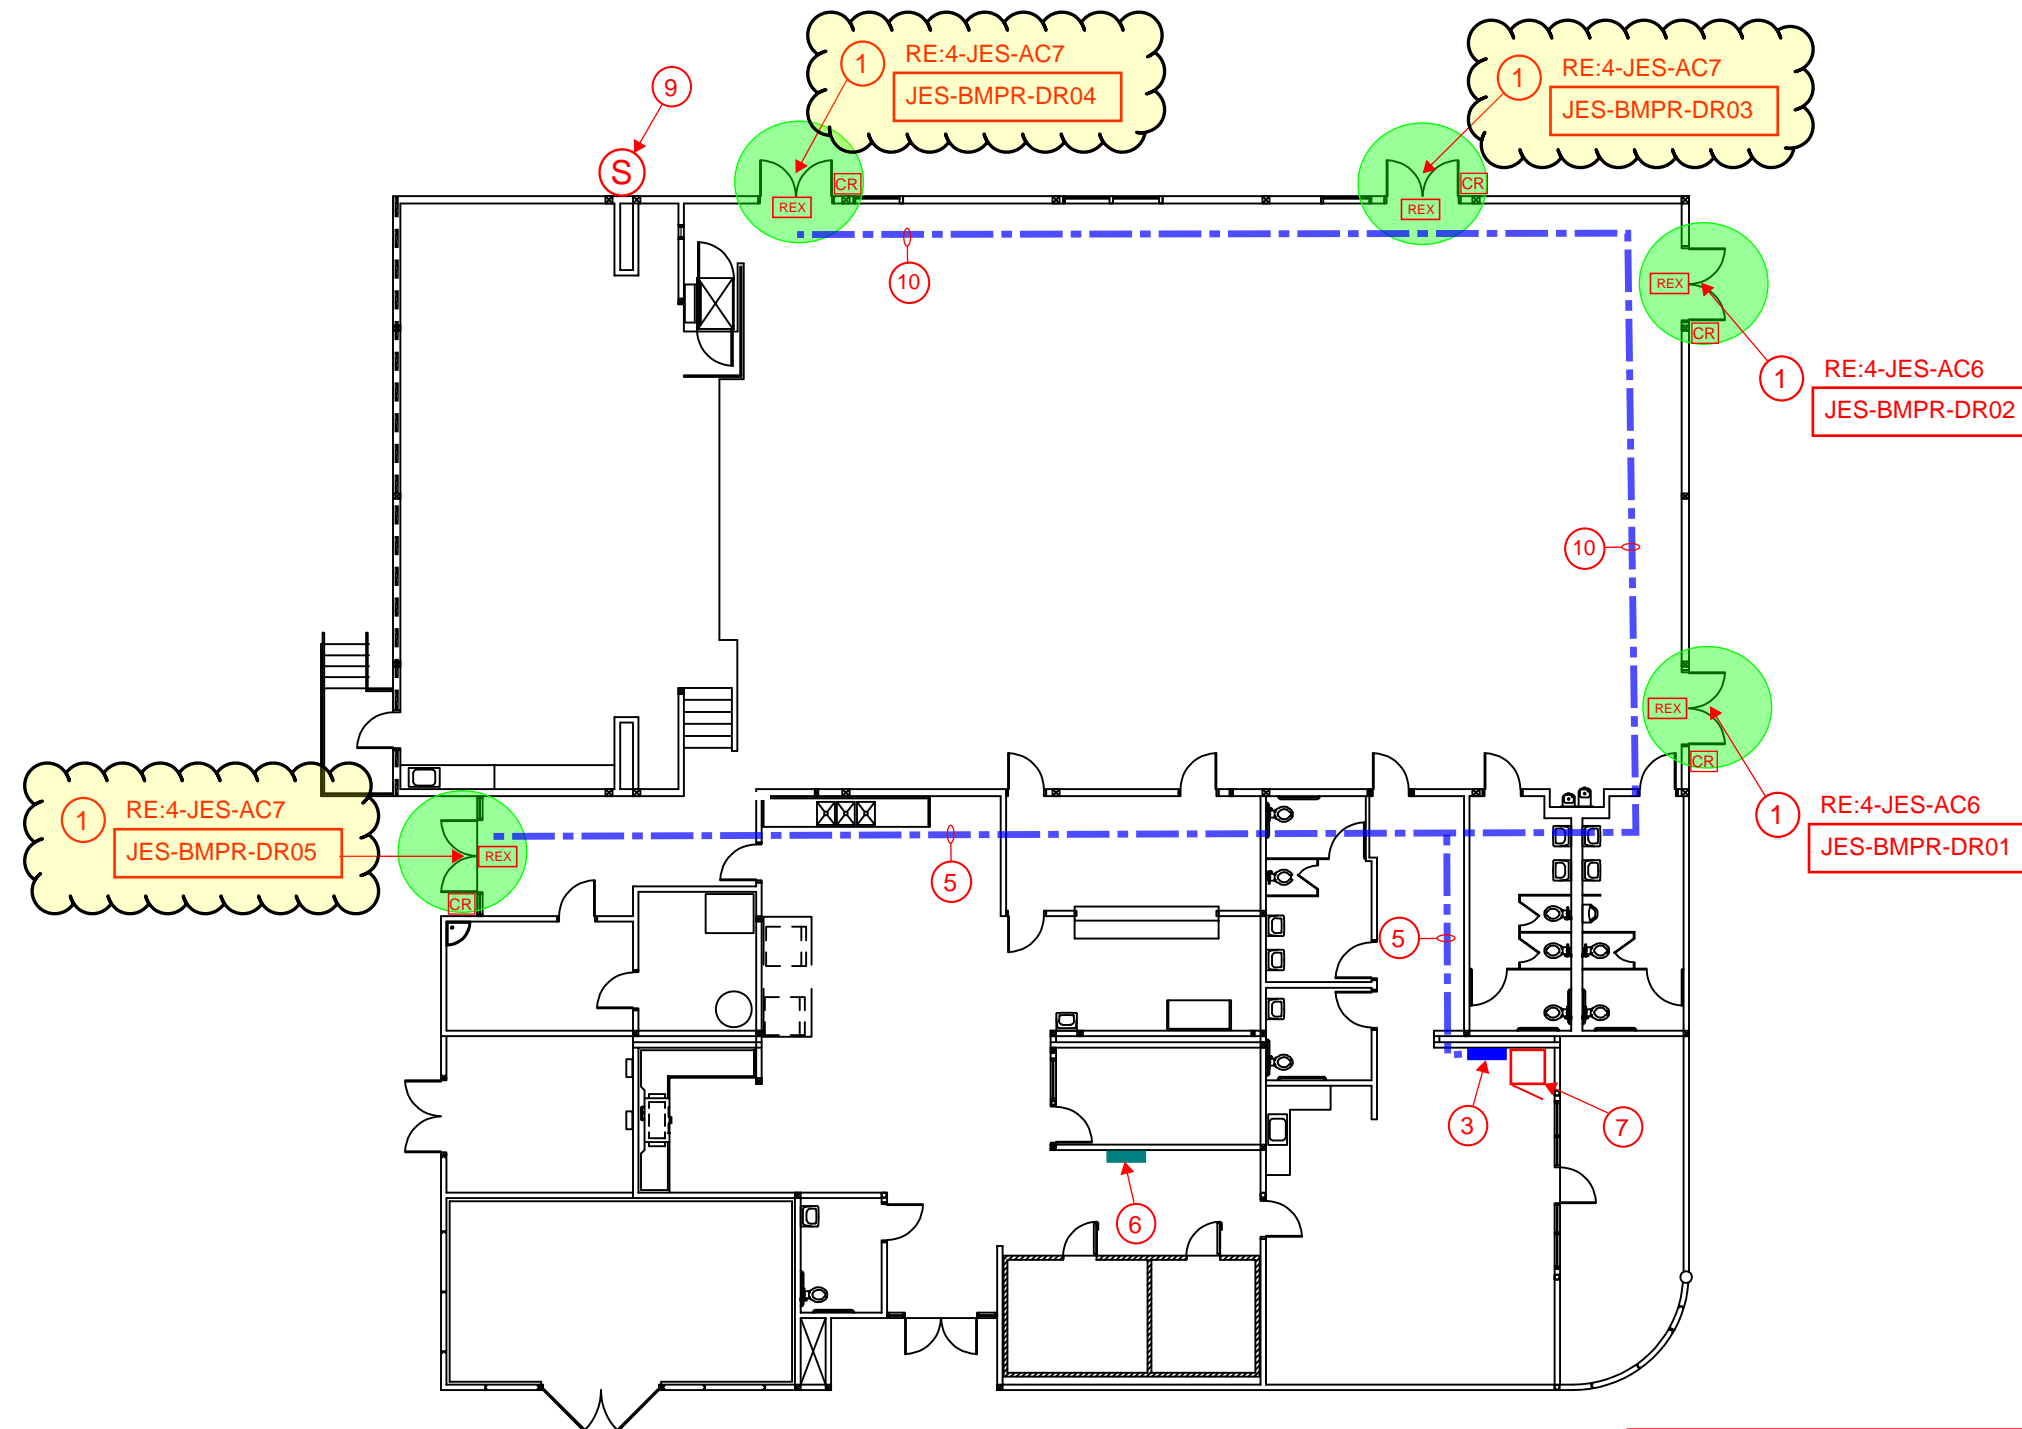 1
RE:4-JES-AC7
JES-BMPR-DR04
1
RE:4-JES-AC7
JES-BMPR-DR03
9
S
CR
REX
CR
REX
10
REX
CR
1
RE:4-JES-AC6
JES-BMPR-DR02
10
REX
CR
1
RE:4-JES-AC6
JES-BMPR-DR01
1
RE:4-JES-AC7
JES-BMPR-DR05
REX
CR
5
5
3
7
6